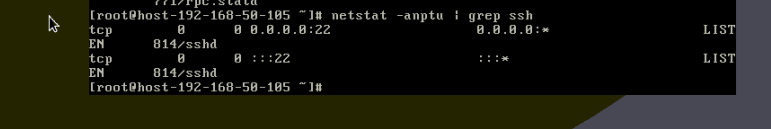 771/rpc.statd
[root@host-192-168-50-105 ~]# netstat -anptu | grep ssh
tcp        0      0 0.0.0.0:22                  0.0.0.0:*                   LIST
EN      814/sshd
tcp        0      0 :::22                       :::*                        LIST
EN      814/sshd
[root@host-192-168-50-105 ~]#